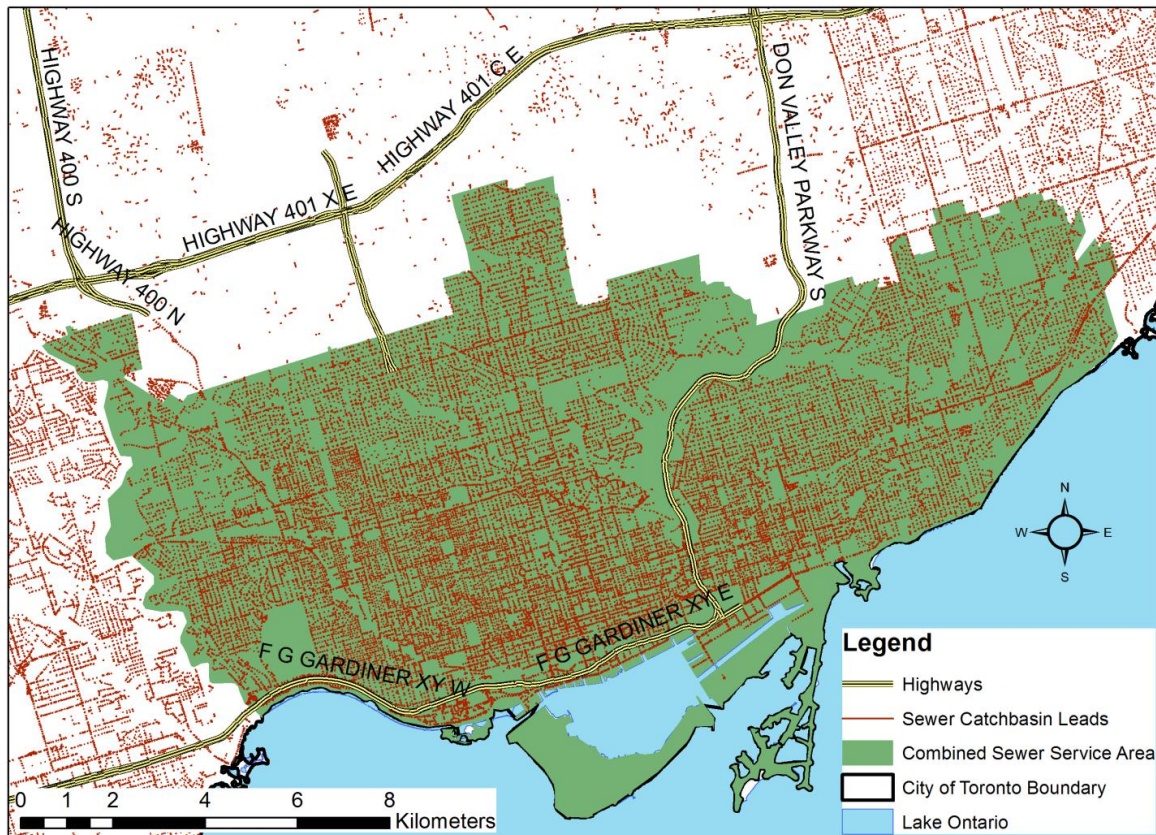 HIGHWAY 400 S
HIGHWAY 401 C E
DON VALLEY PARKWAY S
HIGHWAY 401 X E
HIGHWAY 400 N
N
W E
S
F G GARDINER XY E
F G GARDINER XY W
Legend
Highways
Sewer Catchbasin Leads
Combined Sewer Service Area
City of Toronto Boundary
Lake Ontario
0 1 2 4 6 8
Kilometers